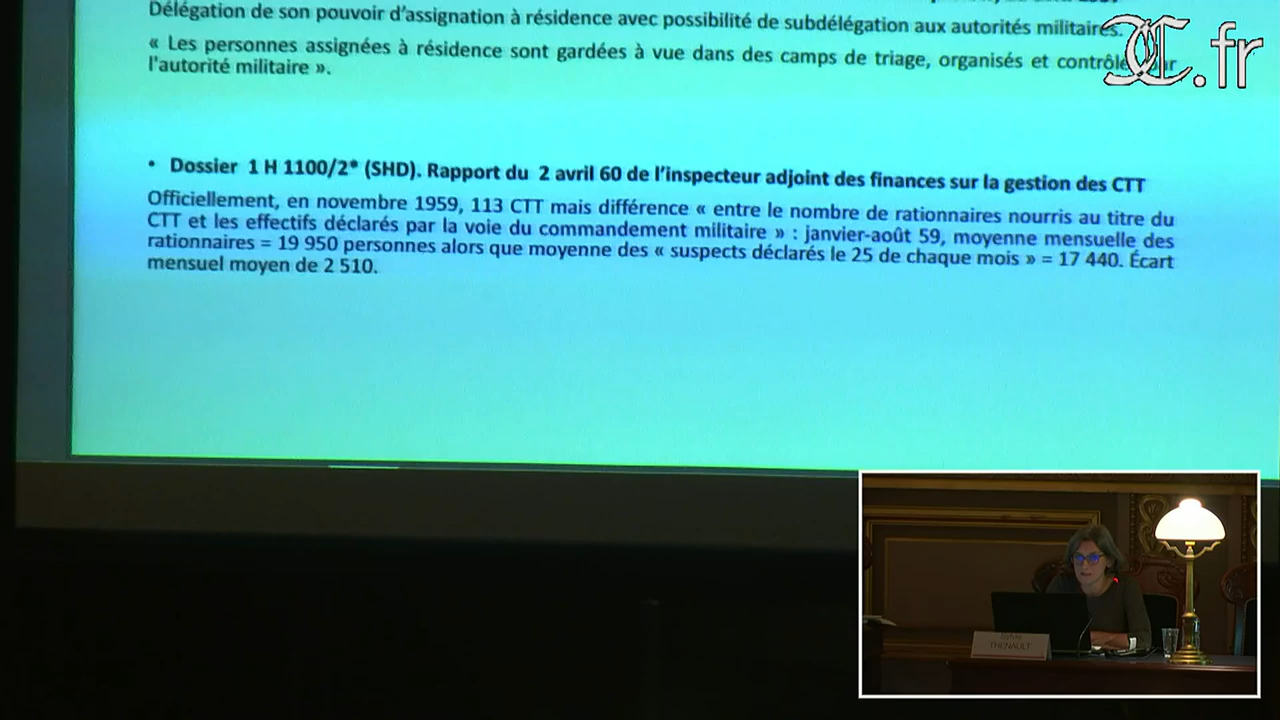 Délégation de son pouvoir d'assignation à résidence avec possibilité de subdélégation aux autorités militaires.
« Les personnes assignées à résidence sont gardées à vue dans des camps de triage, organisés et contrôlé
l'autorité militaire ».
.fr
• Dossier 1 H 1100/2* (SHD). Rapport du 2 avril 60 de l'inspecteur adjoint des finances sur la gestion des CTT
Officiellement, en novembre 1959, 113 CTT mais différence « entre le nombre de rationnaires nourris au titre du
CTT et les effectifs déclarés par la voie du commandement militaire » : janvier-août 59, moyenne mensuelle des
rationnaires = 19 950 personnes alors que moyenne des « suspects déclarés le 25 de chaque mois » = 17 440. Écart
mensuel moyen de 2 510.
Sylvie
THENAULT